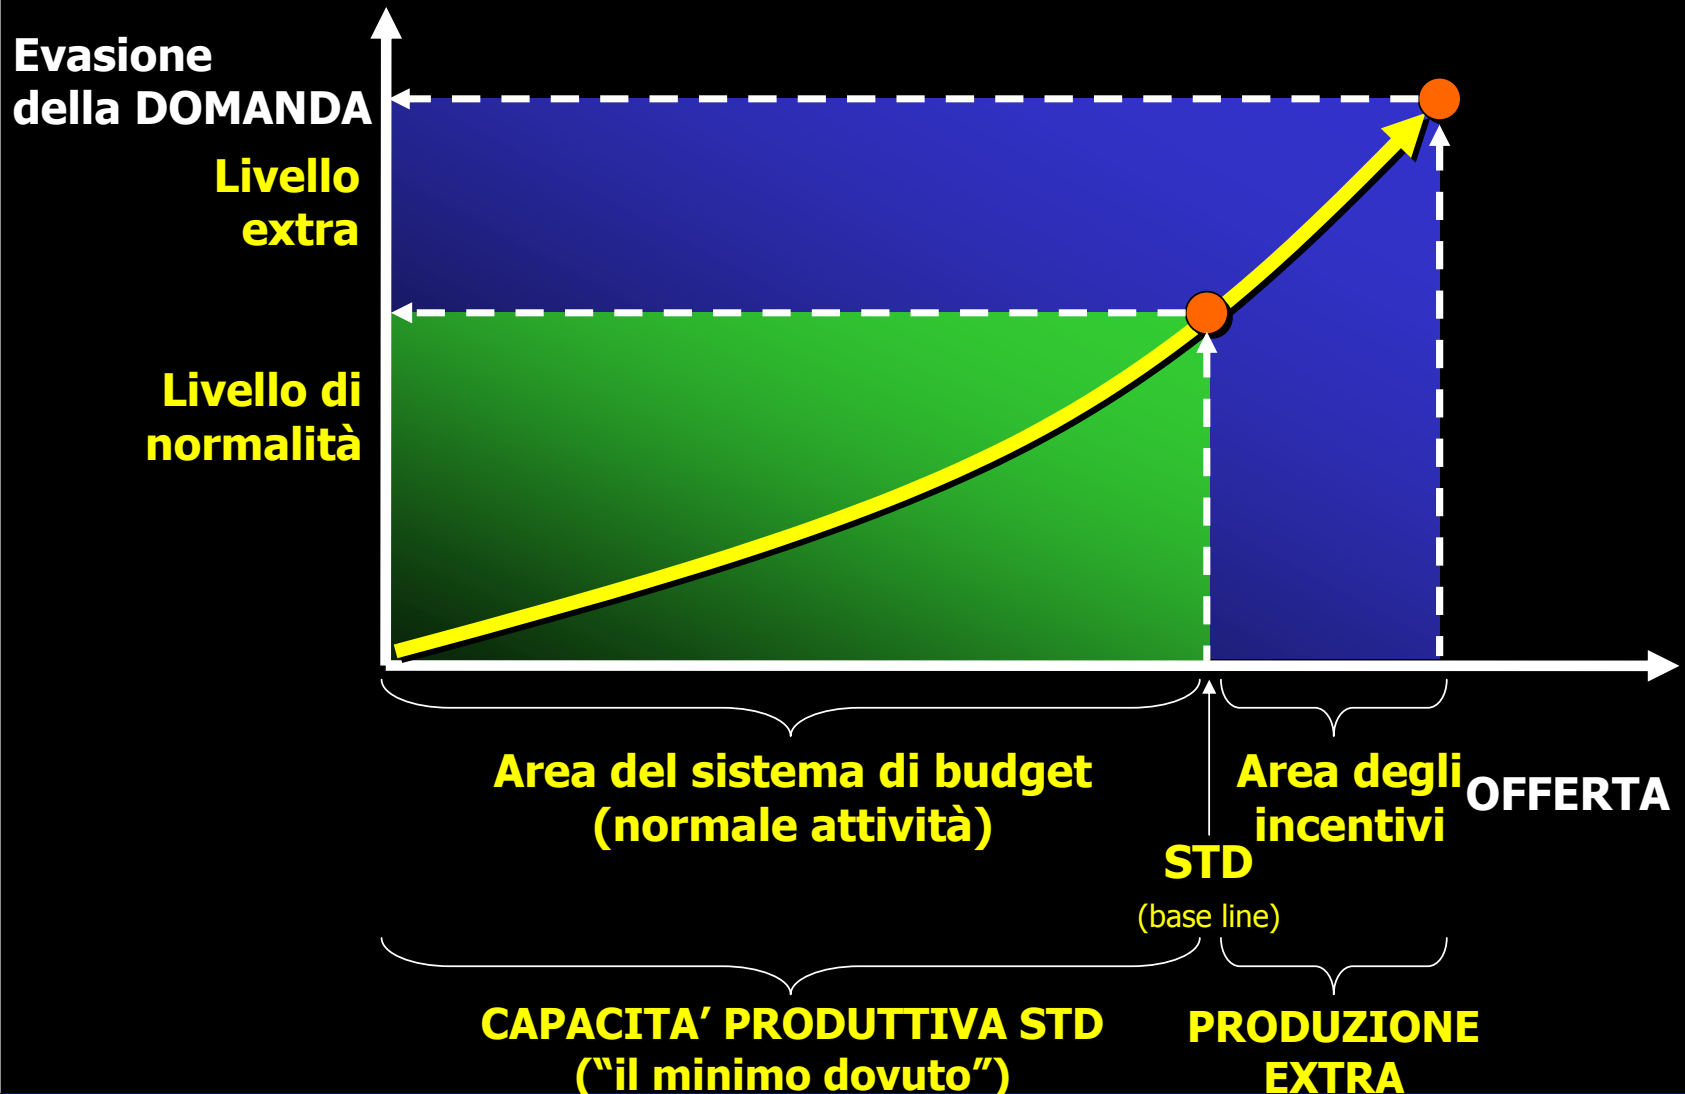 Evasione
della DOMANDA
Livello
extra
Livello di
normalità
Area del sistema di budget
(normale attività)
Area degli
incentivi
OFFERTA
STD
(base line)
CAPACITA’ PRODUTTIVA STD
(“il minimo dovuto”)
PRODUZIONE
EXTRA